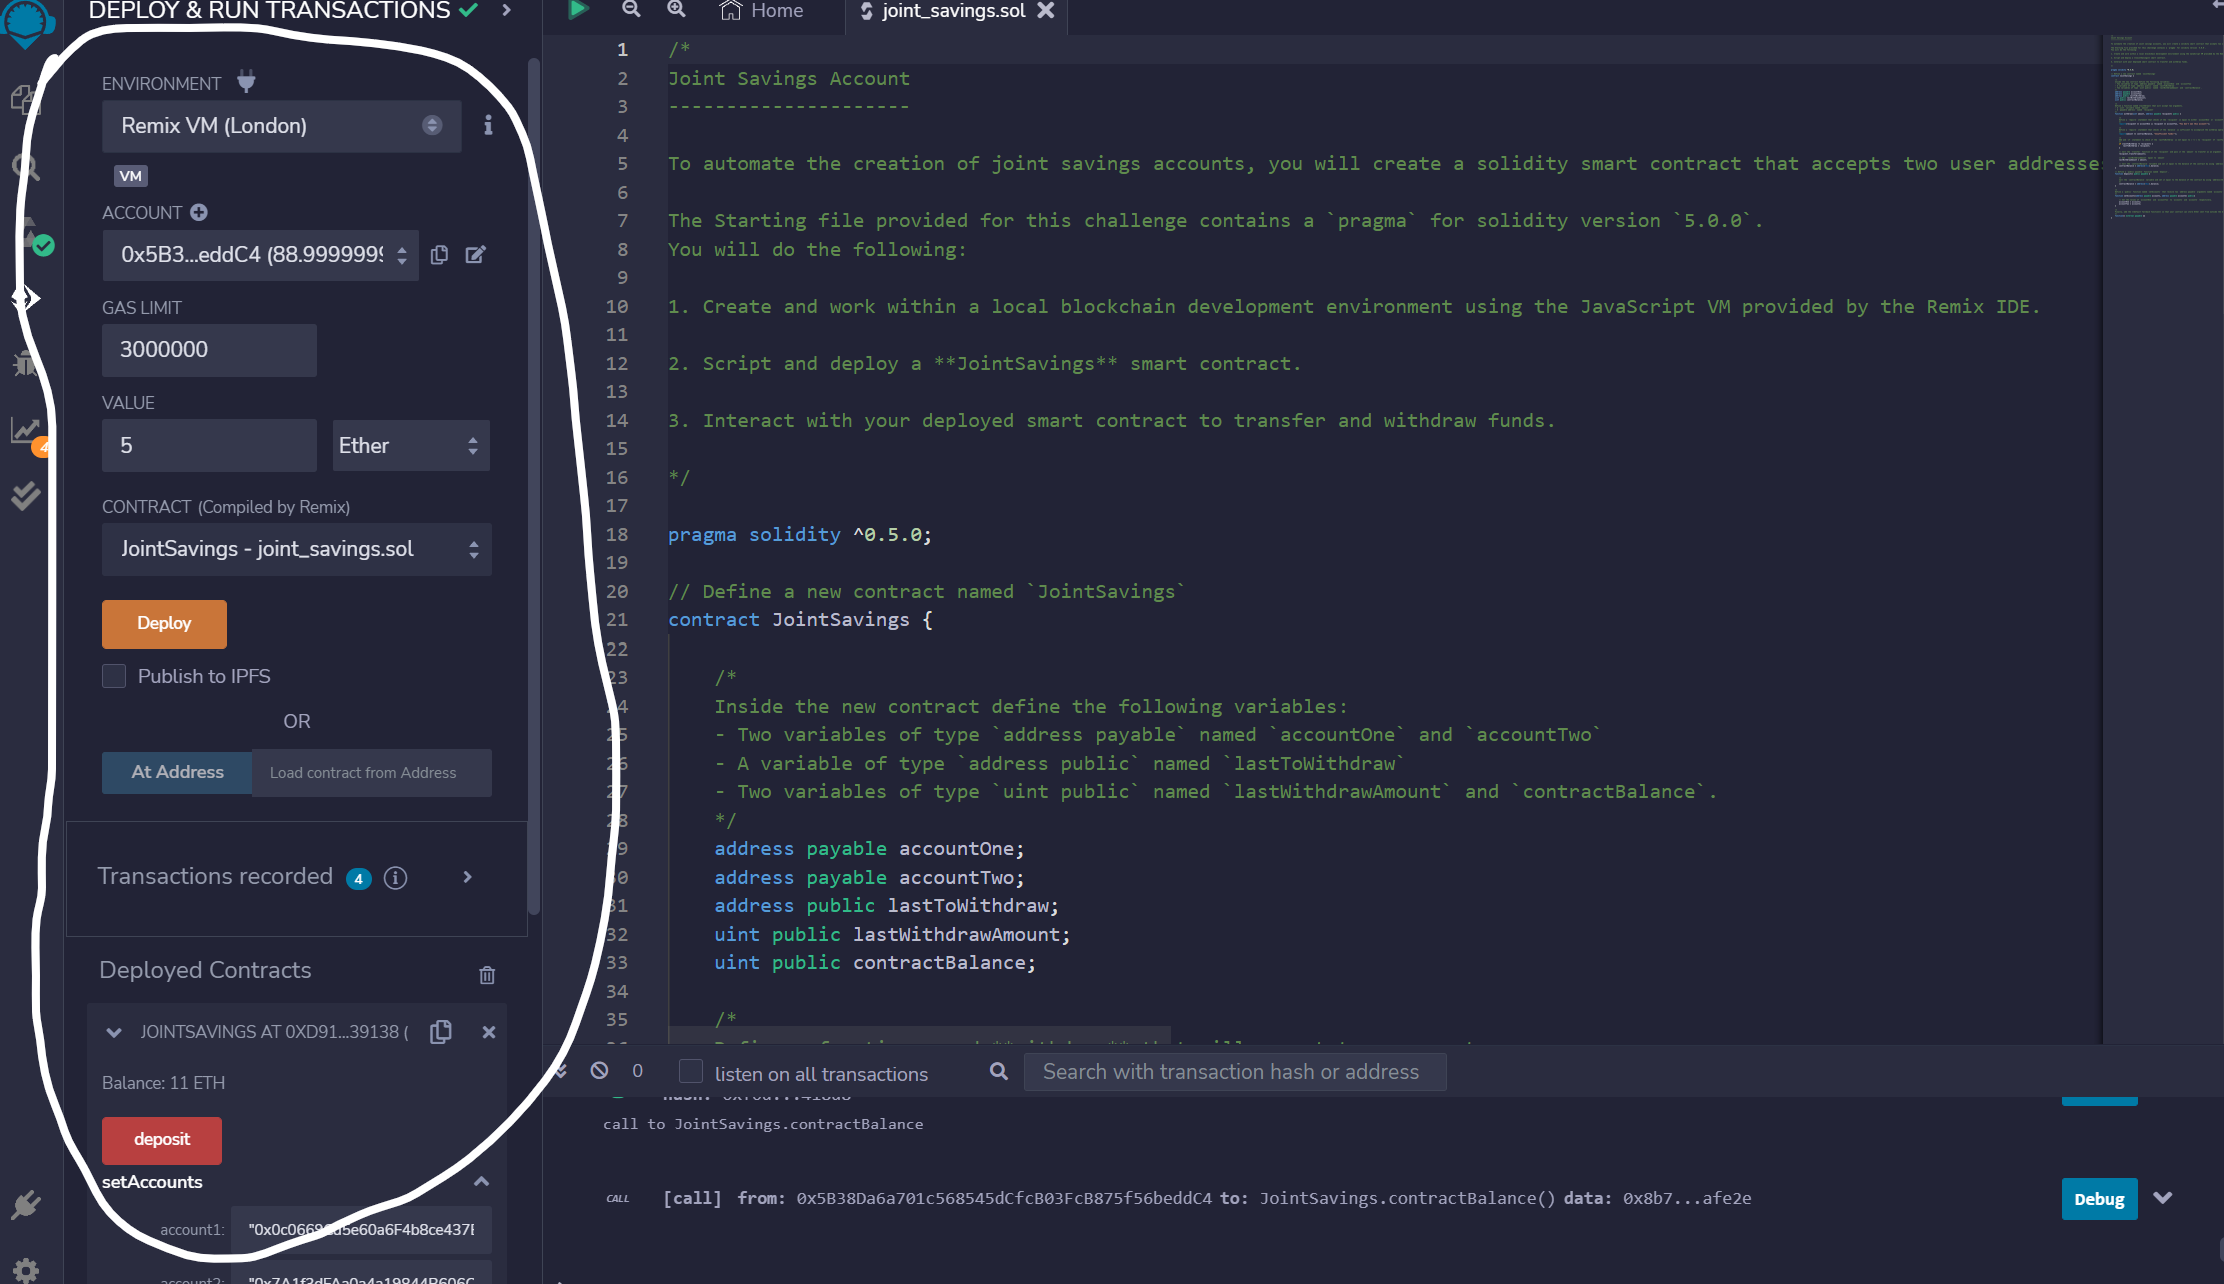 DEPLOY & RUN TRANSACTIONS
ENVIRONMENT
Remix VM (London)
VM
ACCOUNT
0x5B3...eddC4 (88.9999999
GAS LIMIT
3000000
VALUE
5
Ether
CONTRACT (Compiled by Remix)
JointSavings - joint_savings.sol
Deploy
Publish to IPFS
OR
At Address
Load contract from Address
Transactions recorded 4
Deployed Contracts
JOINTSAVINGS AT 0XD91...39138 (
Balance: 11 ETH
deposit
setAccounts
account1:
account2:
Home
joint_savings.sol
1 /*
2 Joint Savings Account
3 ---------------------
4
5 To automate the creation of joint savings accounts, you will create a solidity smart contract that accepts two user addresse
6
7 The Starting file provided for this challenge contains a `pragma` for solidity version `5.0.0`.
8 You will do the following:
9
10 1. Create and work within a local blockchain development environment using the JavaScript VM provided by the Remix IDE.
11
12 2. Script and deploy a **JointSavings** smart contract.
13
14 3. Interact with your deployed smart contract to transfer and withdraw funds.
15
16 */
17
18 pragma solidity ^0.5.0;
19
20 // Define a new contract named `JointSavings`
21 contract JointSavings {
22
23 /*
24 Inside the new contract define the following variables:
25 - Two variables of type `address payable` named `accountOne` and `accountTwo`
26 - A variable of type `address public` named `lastToWithdraw`
27 - Two variables of type `uint public` named `lastWithdrawAmount` and `contractBalance`.
28 */
29 address payable accountOne;
30 address payable accountTwo;
31 address public lastToWithdraw;
32 uint public lastWithdrawAmount;
33 uint public contractBalance;
34
35 /*
0
listen on all transactions
Search with transaction hash or address
call to JointSavings.contractBalance
CALL
[call] from: 0x5B38Da6a701c568545dCfcB03FcB875f56beddC4 to: JointSavings.contractBalance() data: 0x8b7...afe2e
Debug